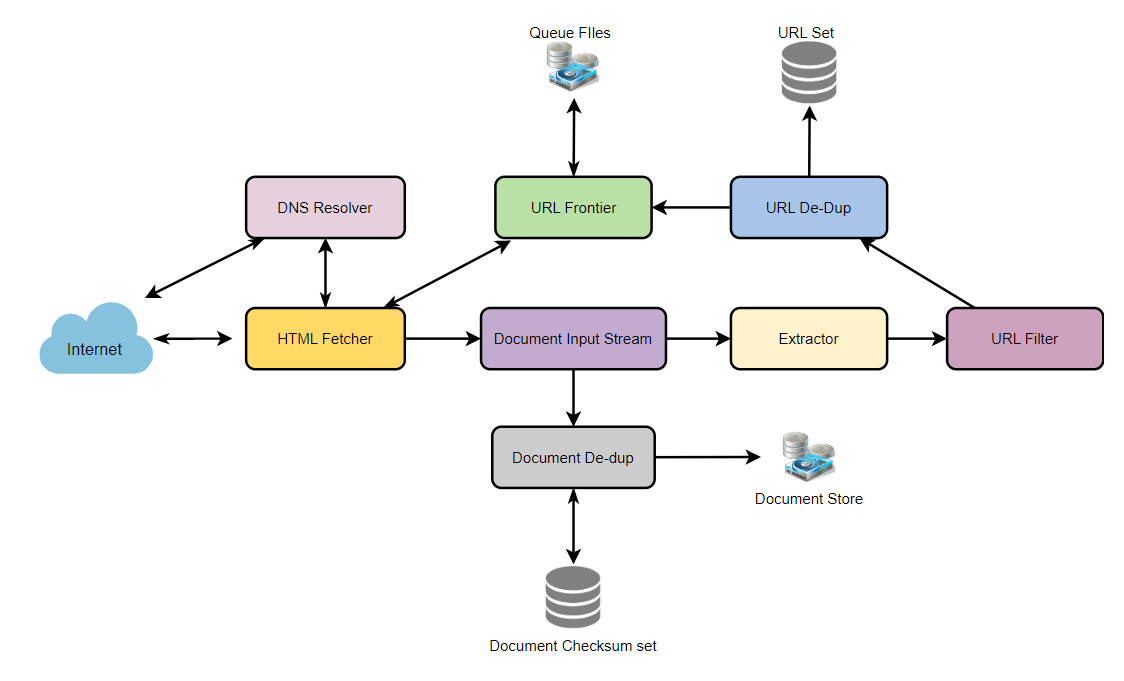 Queue FIles
URL Set
DNS Resolver
URL Frontier
URL De-Dup
Internet
HTML Fetcher
Document Input Stream
Extractor
URL Filter
Document De-dup
Document Store
Document Checksum set